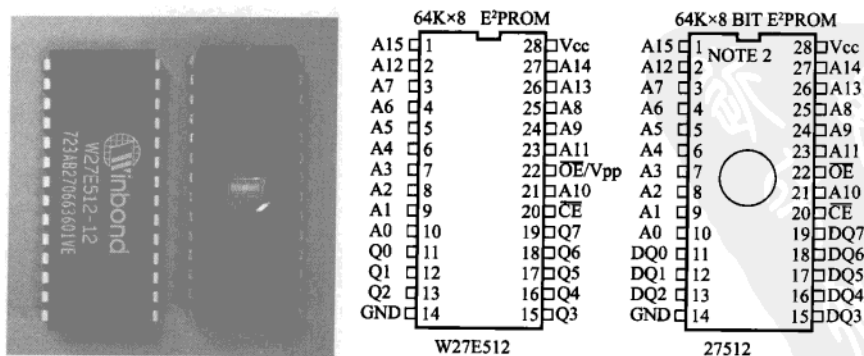 Winbond
W27E512-12
723AB270663601VE
64K×8 E²PROM
A15 1 28 Vcc
A12 2 27 A14
A7 3 26 A13
A6 4 25 A8
A5 5 24 A9
A4 6 23 A11
A3 7 22 OE/Vpp
A2 8 21 A10
A1 9 20 CE
A0 10 19 Q7
Q0 11 18 Q6
Q1 12 17 Q5
Q2 13 16 Q4
GND 14 15 Q3
W27E512
64K×8 BIT E²PROM
A15 1 NOTE 2 28 Vcc
A12 2 27 A14
A7 3 26 A13
A6 4 25 A8
A5 5 24 A9
A4 6 23 A11
A3 7 22 OE
A2 8 21 A10
A1 9 20 CE
A0 10 19 DQ7
DQ0 11 18 DQ6
DQ1 12 17 DQ5
DQ2 13 16 DQ4
GND 14 15 DQ3
27512